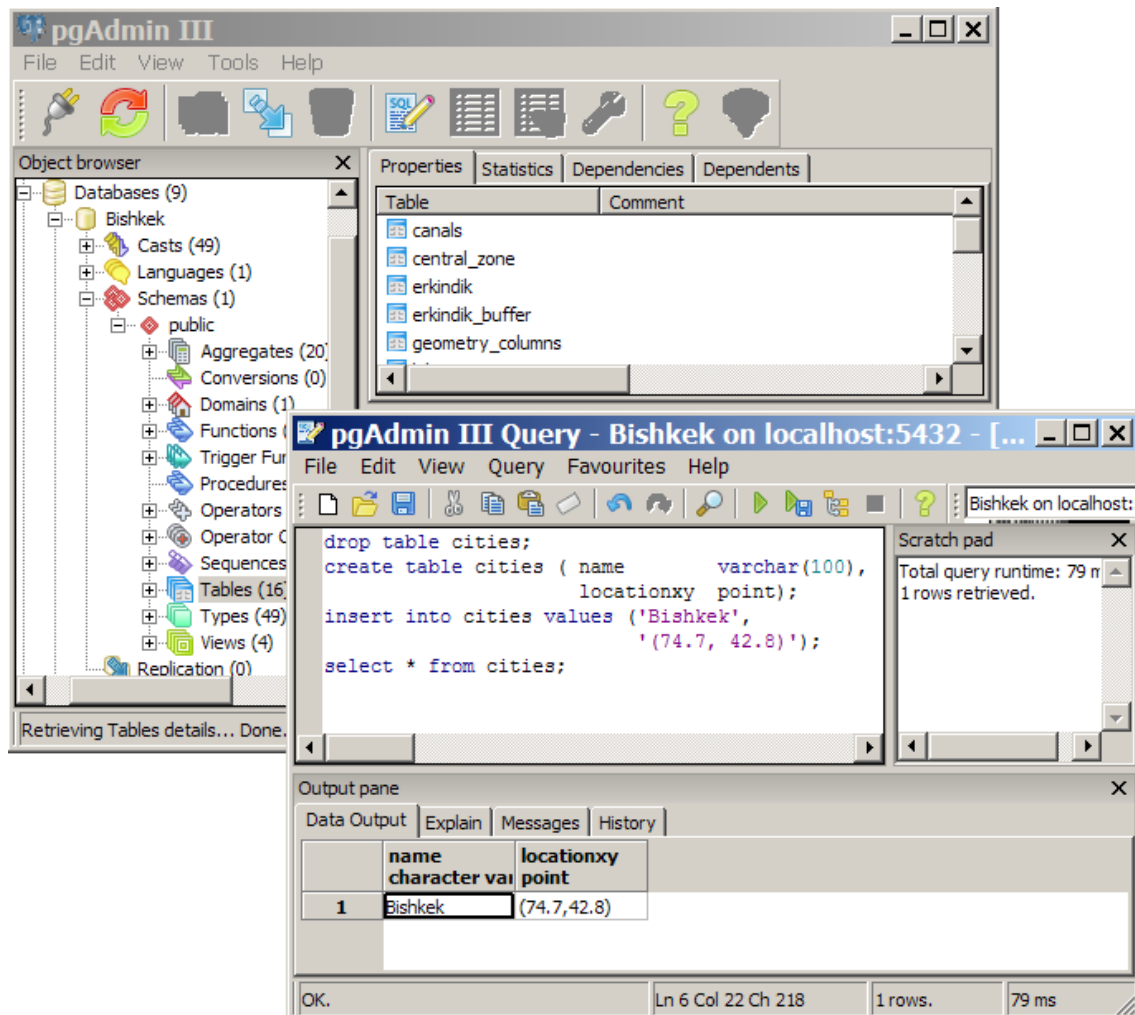 pgAdmin III
File Edit View Tools Help
Object browser
Databases (9)
Bishkek
Casts (49)
Languages (1)
Schemas (1)
public
Aggregates (20)
Conversions (0)
Domains (1)
Functions (
Trigger Fur
Procedures
Operators
Operator C
Sequences
Tables (16)
Types (49)
Views (4)
Replication (0)
Retrieving Tables details... Done.
Properties Statistics Dependencies Dependents
Table Comment
canals
central_zone
erkindik
erkindik_buffer
geometry_columns
pgAdmin III Query - Bishkek on localhost:5432 - [...
File Edit View Query Favourites Help
SQL
Bishkek on localhost:
drop table cities;
create table cities ( name varchar(100),
locationxy point);
insert into cities values ('Bishkek',
'(74.7, 42.8)');
select * from cities;
Scratch pad
Total query runtime: 79 m
1 rows retrieved.
Output pane
Data Output Explain Messages History
name locationxy
character var point
1 Bishkek (74.7,42.8)
OK. Ln 6 Col 22 Ch 218 1 rows. 79 ms